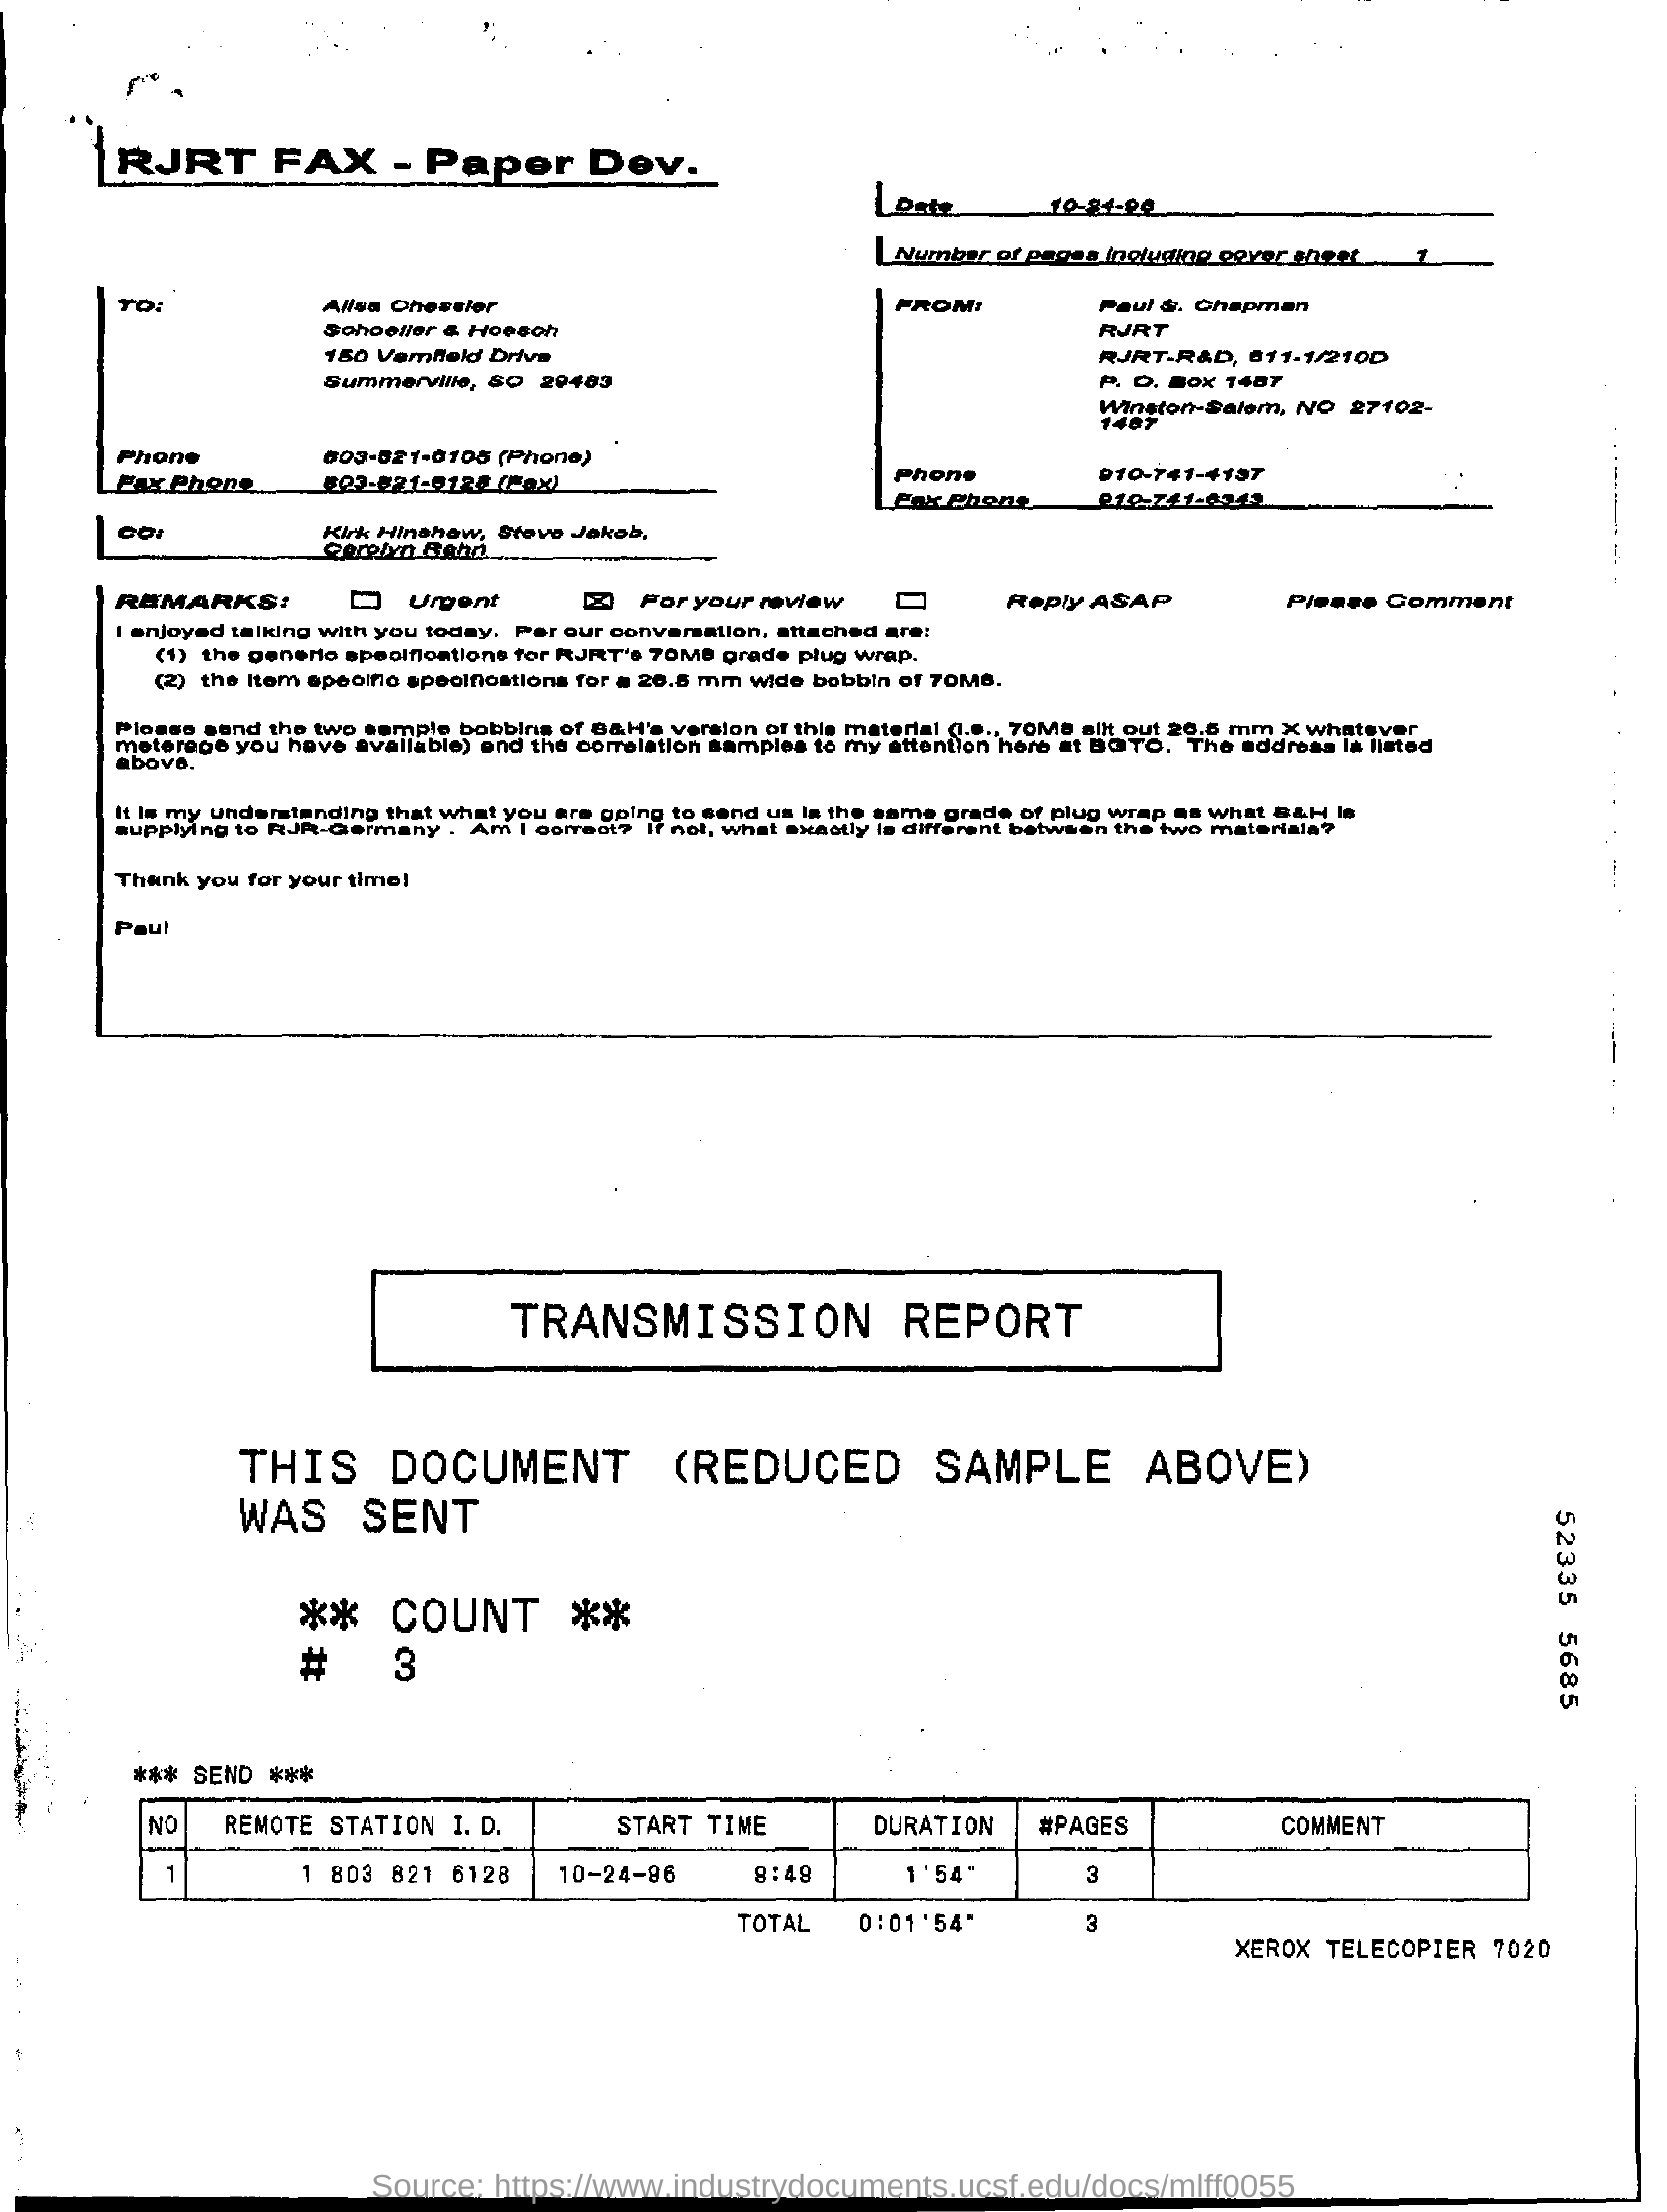 RJRT FAX - Paper Dev.
Date 10-24-96
Number of pages including cover sheet 1
TO: Ailsa Chessler
Schoeller & Hoesch
150 Varnfield Drive
Summerville, SC 29483
Phone 803-821-6105 (Phone)
Fax Phone 803-821-6128 (Fax)
FROM: Paul S. Chapman
RJRT
RJRT-R&D, 611-1/210D
P. O. Box 1487
Winston-Salem, NC 27102-
1487
Phone 910-741-4137
Fax Phone 910-741-6343
CC: Kirk Hinshaw, Steve Jakob,
Carolyn Rahn
REMARKS: Urgent For your review Reply ASAP Please Comment
I enjoyed talking with you today. Per our conversation, attached are:
(1) the generic specifications for RJRT's 70M6 grade plug wrap.
(2) the item specific specifications for a 26.5 mm wide bobbin of 70M6.
Please send the two sample bobbins of S&H's version of this material (i.e., 70M6 slit out 26.5 mm X whatever
meterage you have available) and the correlation samples to my attention here at BGTC. The address is listed
above.
It is my understanding that what you are going to send us is the same grade of plug wrap as what S&H is
supplying to RJR-Germany . Am I correct? If not, what exactly is different between the two materials?
Thank you for your time!
Paul
TRANSMISSION REPORT
THIS DOCUMENT (REDUCED SAMPLE ABOVE)
WAS SENT
** COUNT **
# 3
52335 5685
*** SEND ***
NO REMOTE STATION I. D. START TIME DURATION #PAGES COMMENT
1 1 803 821 6128 10-24-96 9:49 1'54" 3
TOTAL 0:01'54" 3
XEROX TELECOPIER 7020
Source: https://www.industrydocuments.ucsf.edu/docs/mlff0055